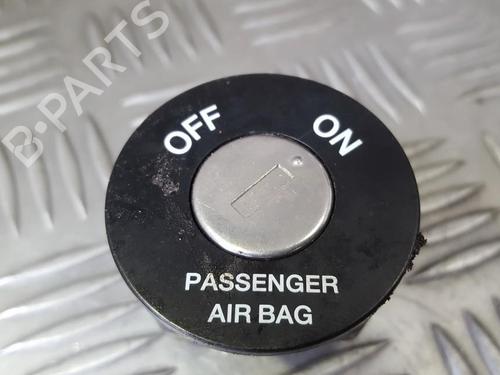 B-PARTS
OFF
ON
PASSENGER
AIR BAG